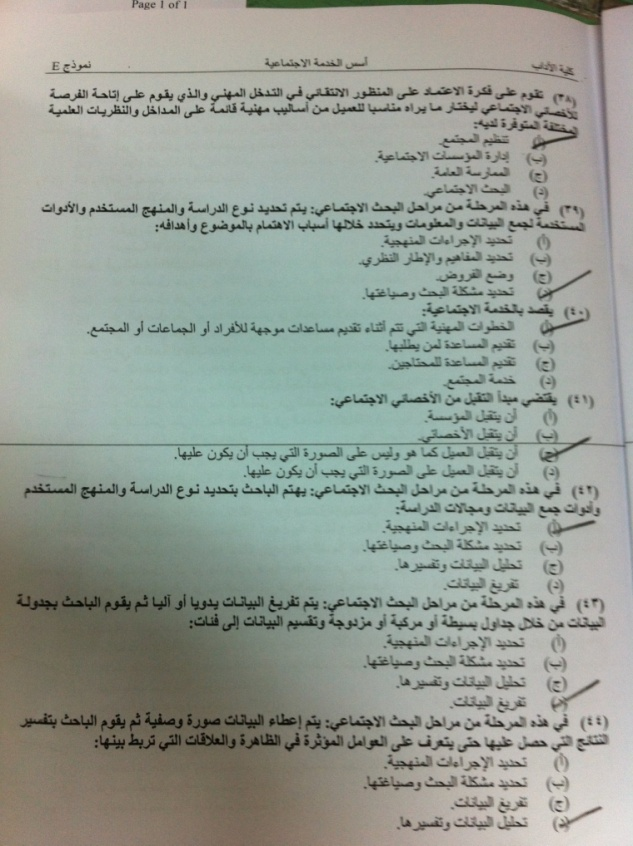 Page 1 of 1
كلية الآداب أسس الخدمة الاجتماعية نموذج E
(٣٨) تقوم على فكرة الاعتماد على المنظور الانتقائي في التدخل المهني والذي يقوم على إتاحة الفرصة
للأخصائي الاجتماعي ليختار ما يراه مناسبا للعميل من أساليب مهنية قائمة على المداخل والنظريات العلمية
المختلفة المتوفرة لديه:
(أ) تنظيم المجتمع.
(ب) إدارة المؤسسات الاجتماعية.
(ج) الممارسة العامة.
(د) البحث الاجتماعي.
(٣٩) في هذه المرحلة من مراحل البحث الاجتماعي: يتم تحديد نوع الدراسة والمنهج المستخدم والأدوات
المستخدمة لجمع البيانات والمعلومات ويتحدد خلالها أسباب الاهتمام بالموضوع وأهدافه:
(أ) تحديد الإجراءات المنهجية.
(ب) تحديد المفاهيم والإطار النظري.
(ج) وضع الفروض.
(د) تحديد مشكلة البحث وصياغتها.
(٤٠) يقصد بالخدمة الاجتماعية:
(أ) الخطوات المهنية التي تتم أثناء تقديم مساعدات موجهة للأفراد أو الجماعات أو المجتمع.
(ب) تقديم المساعدة لمن يطلبها.
(ج) تقديم المساعدة للمحتاجين.
(د) خدمة المجتمع.
(٤١) يقتضي مبدأ التقبل من الأخصائي الاجتماعي:
(أ) أن يتقبل المؤسسة.
(ب) أن يتقبل الأخصائي.
(ج) أن يتقبل العميل كما هو وليس على الصورة التي يجب أن يكون عليها.
(د) أن يتقبل العميل على الصورة التي يجب أن يكون عليها.
(٤٢) في هذه المرحلة من مراحل البحث الاجتماعي: يهتم الباحث بتحديد نوع الدراسة والمنهج المستخدم
وأدوات جمع البيانات ومجالات الدراسة:
(أ) تحديد الإجراءات المنهجية.
(ب) تحديد مشكلة البحث وصياغتها.
(ج) تحليل البيانات وتفسيرها.
(د) تفريغ البيانات.
(٤٣) في هذه المرحلة من مراحل البحث الاجتماعي: يتم تفريغ البيانات يدويا أو آليا ثم يقوم الباحث بجدولة
البيانات من خلال جداول بسيطة أو مركبة أو مزدوجة وتقسيم البيانات إلى فئات:
(أ) تحديد الإجراءات المنهجية.
(ب) تحديد مشكلة البحث وصياغتها.
(ج) تحليل البيانات وتفسيرها.
(د) تفريغ البيانات.
(٤٤) في هذه المرحلة من مراحل البحث الاجتماعي: يتم إعطاء البيانات صورة وصفية ثم يقوم الباحث بتفسير
النتائج التي حصل عليها حتى يتعرف على العوامل المؤثرة في الظاهرة والعلاقات التي تربط بينها:
(أ) تحديد الإجراءات المنهجية.
(ب) تحديد مشكلة البحث وصياغتها.
(ج) تفريغ البيانات.
(د) تحليل البيانات وتفسيرها.